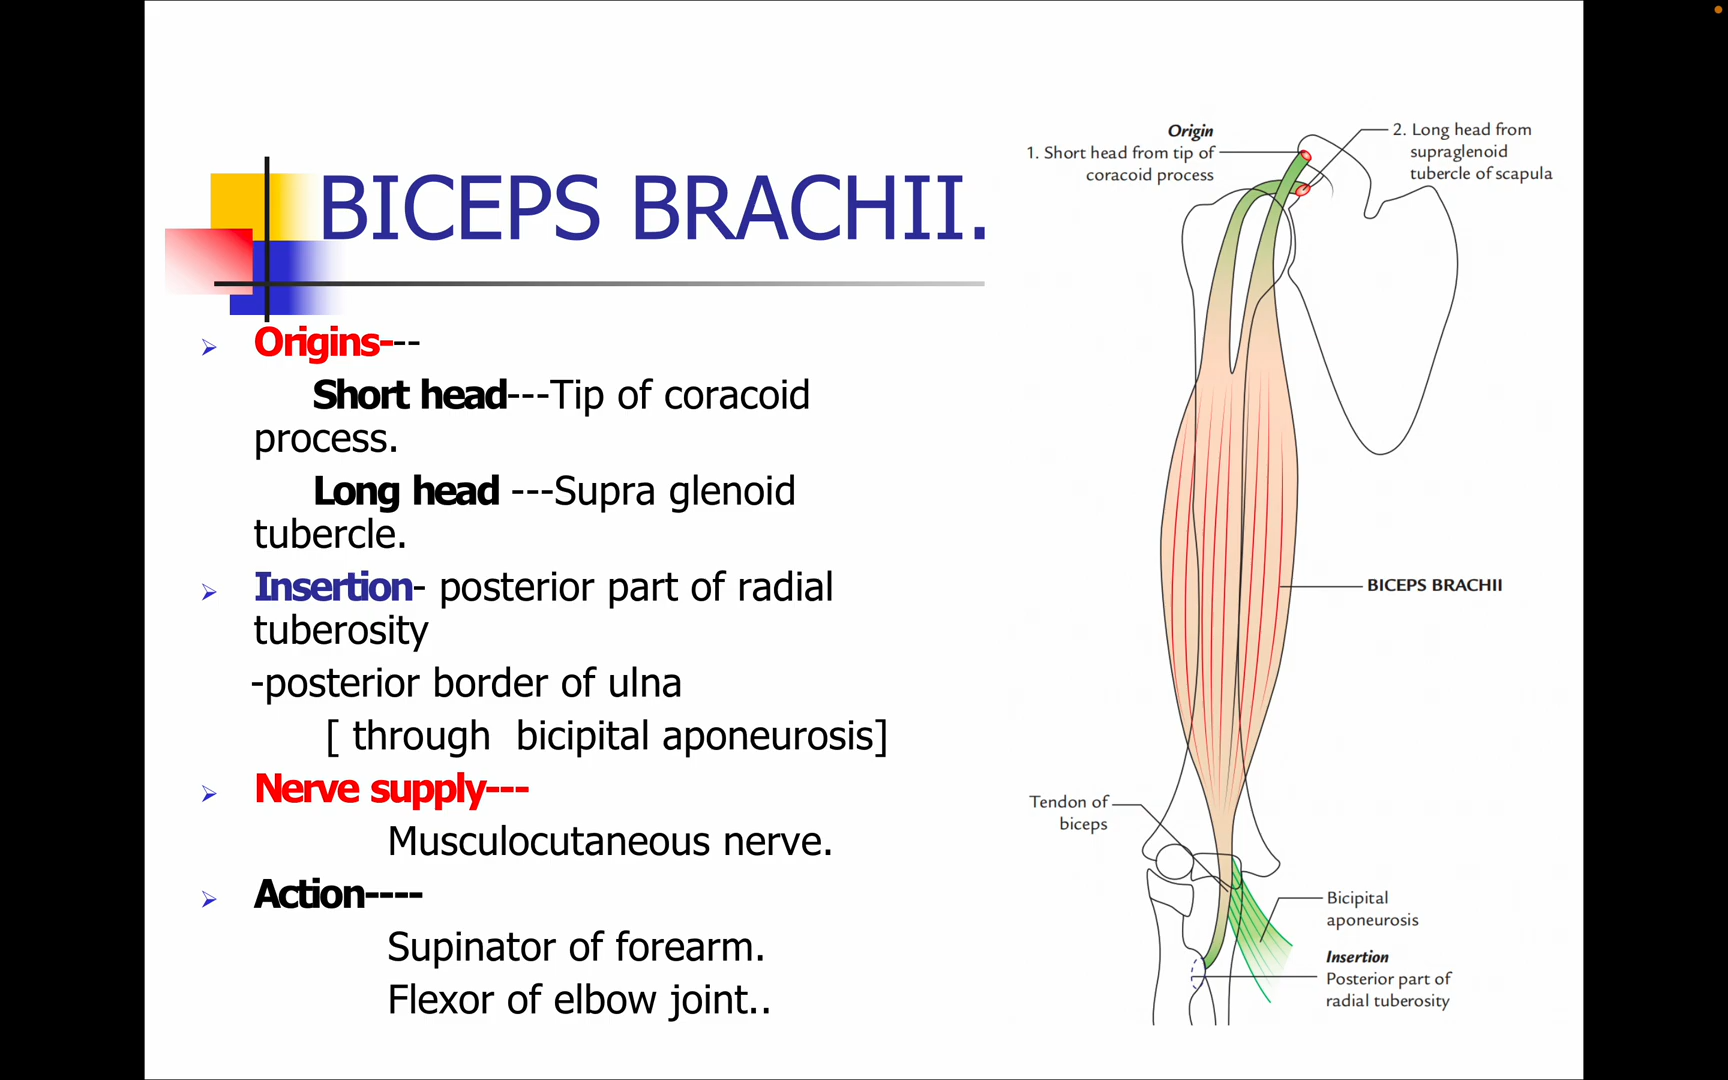 BICEPS BRACHII.
Origins---
Short head---Tip of coracoid
process.
Long head ---Supra glenoid
tubercle.
Insertion- posterior part of radial
tuberosity
-posterior border of ulna
[ through bicipital aponeurosis]
Nerve supply---
Musculocutaneous nerve.
Action----
Supinator of forearm.
Flexor of elbow joint..
Origin
1. Short head from tip of
coracoid process
2. Long head from
supraglenoid
tubercle of scapula
BICEPS BRACHII
Tendon of
biceps
Bicipital
aponeurosis
Insertion
Posterior part of
radial tuberosity